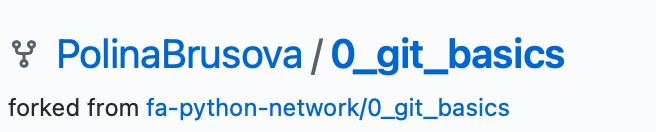 PolinaBrusova / 0_git_basics
forked from fa-python-network/0_git_basics